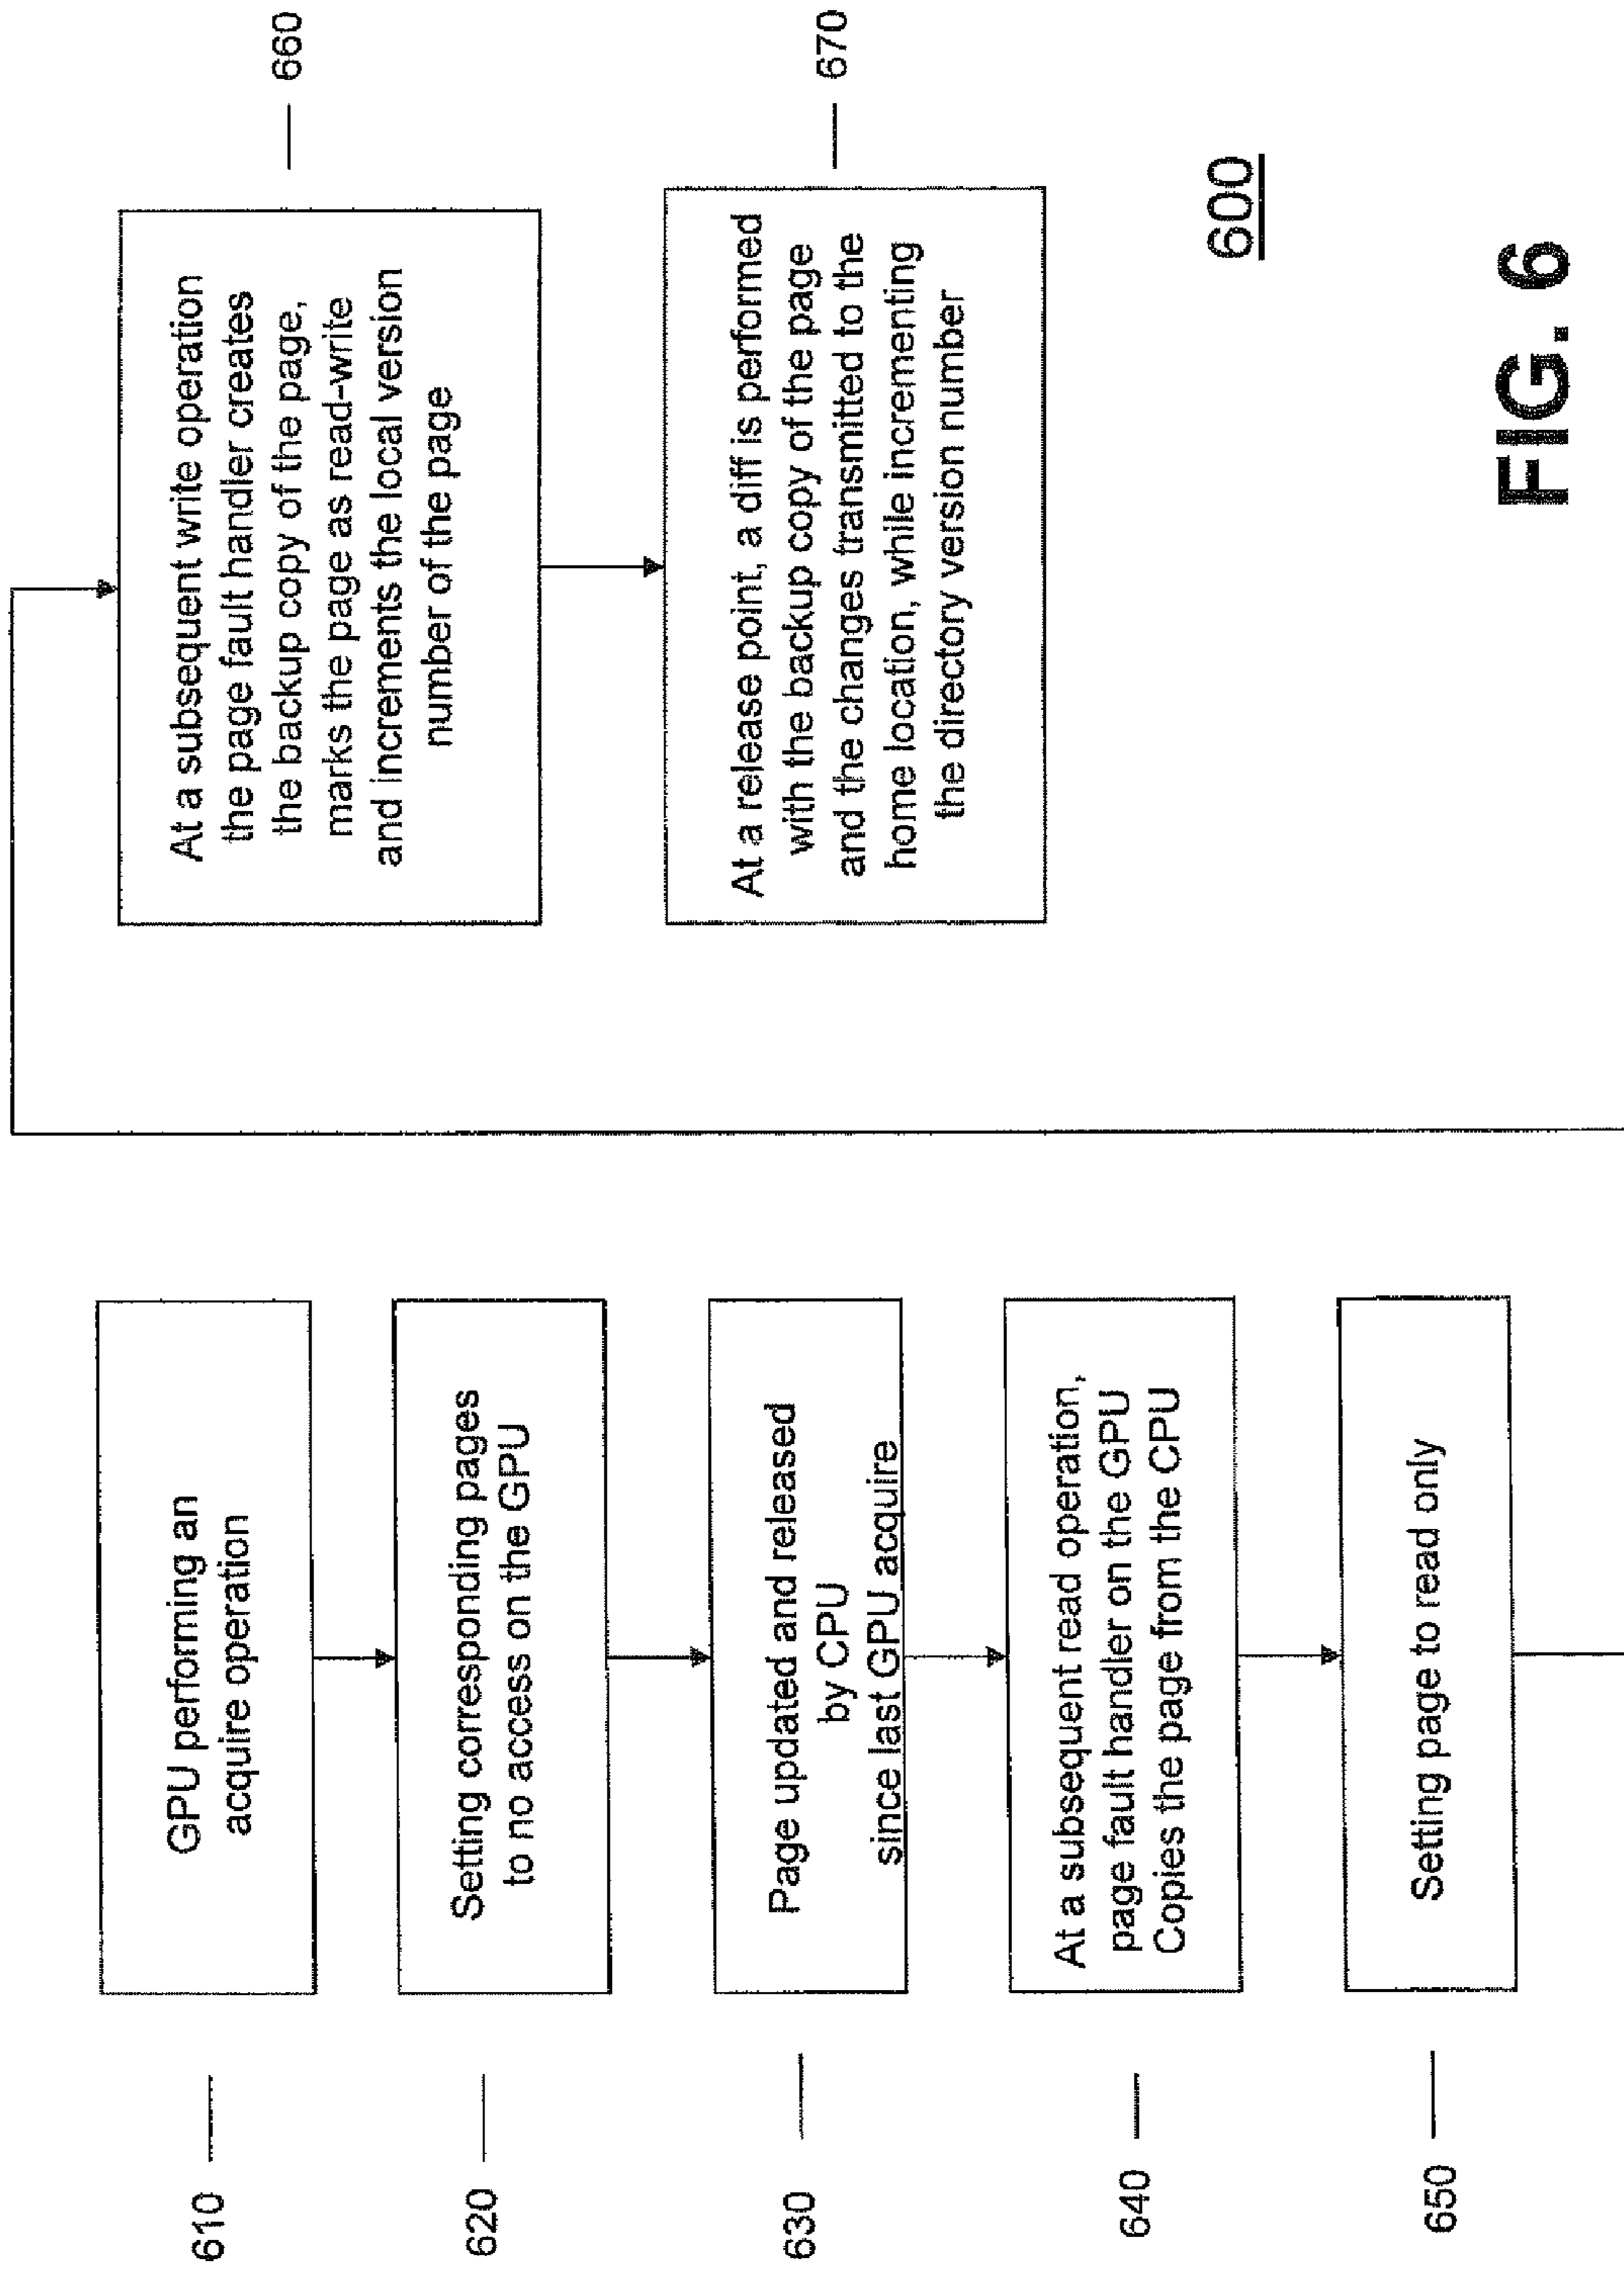 610
GPU performing an
acquire operation
620
Setting corresponding pages
to no access on the GPU
630
Page updated and released
by CPU
since last GPU acquire
640
At a subsequent read operation,
page fault handler on the GPU
Copies the page from the CPU
650
Setting page to read only
At a subsequent write operation
the page fault handler creates
the backup copy of the page,
marks the page as read-write
and increments the local version
number of the page
660
At a release point, a diff is performed
with the backup copy of the page
and the changes transmitted to the
home location, while incrementing
the directory version number
670
600
FIG. 6